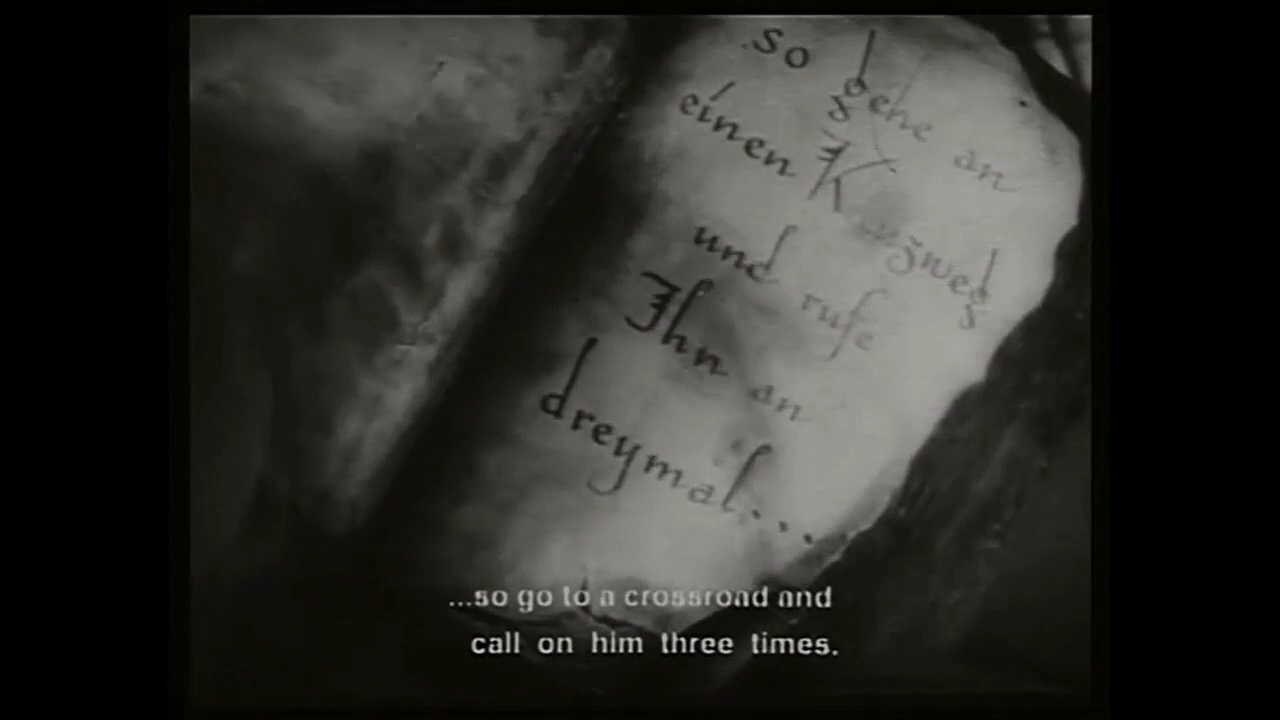 so gehe an
einen Kreuzweg
und rufe
Ihn an
dreymal...
...so go to a crossroad and
call on him three times.